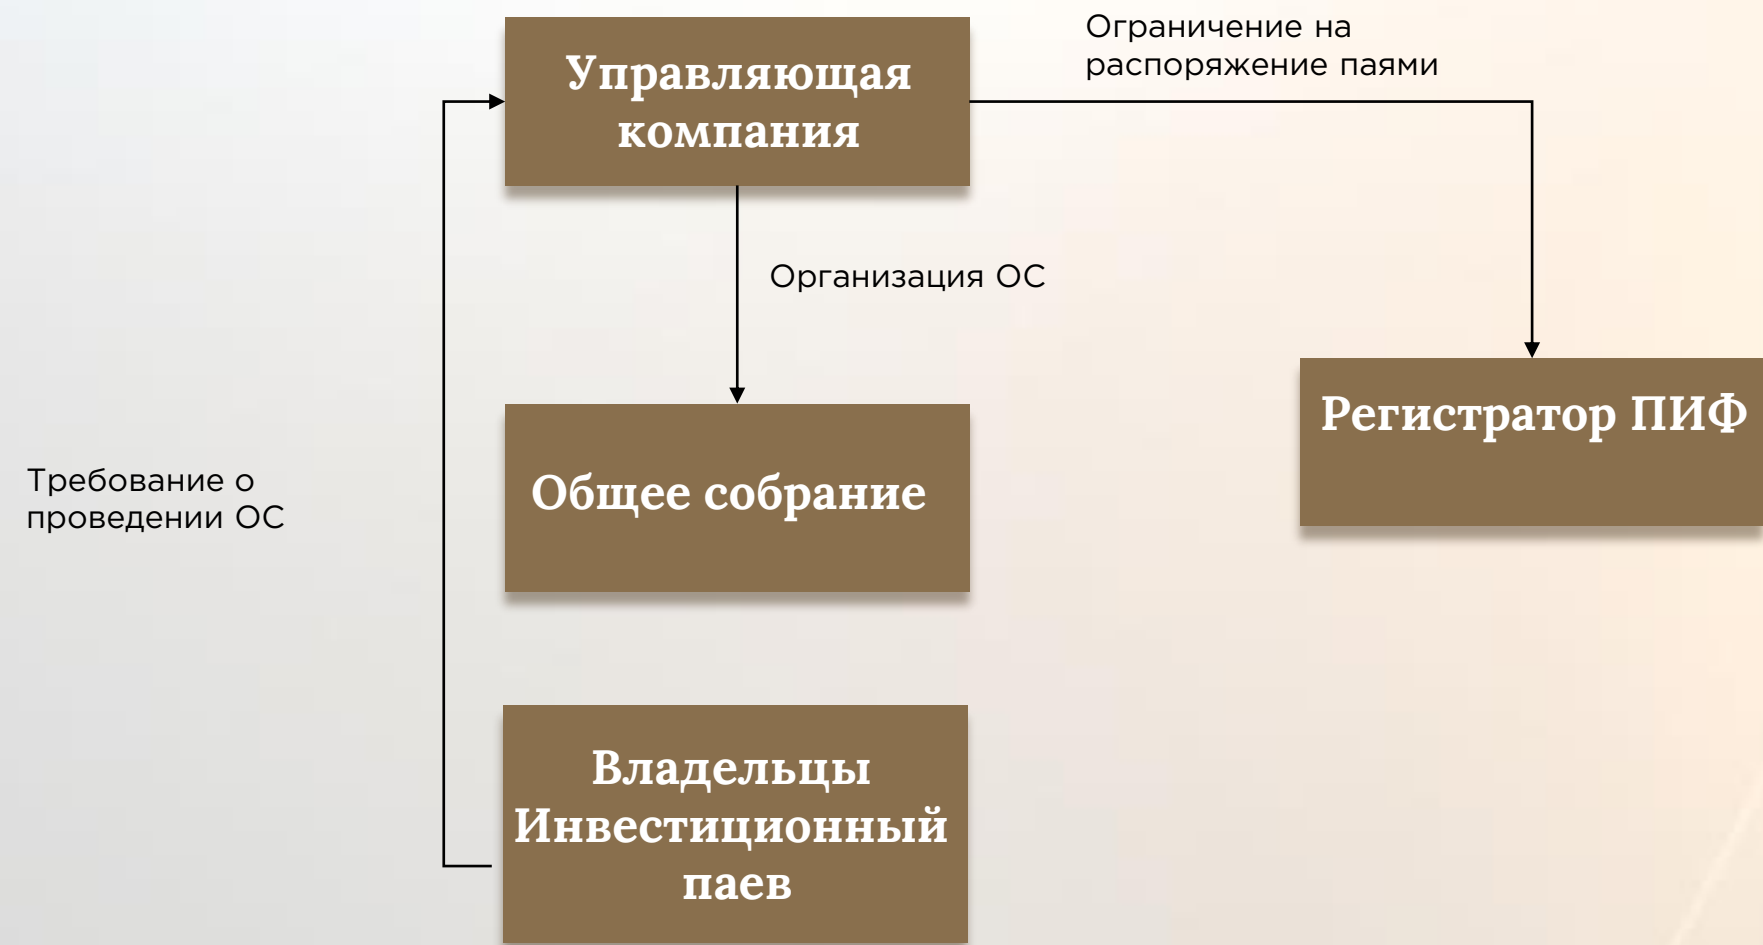 Ограничение на
распоряжение паями
Управляющая
компания
Организация ОС
Регистратор ПИФ
Требование о
проведении ОС
Общее собрание
Владельцы
Инвестиционный
паев